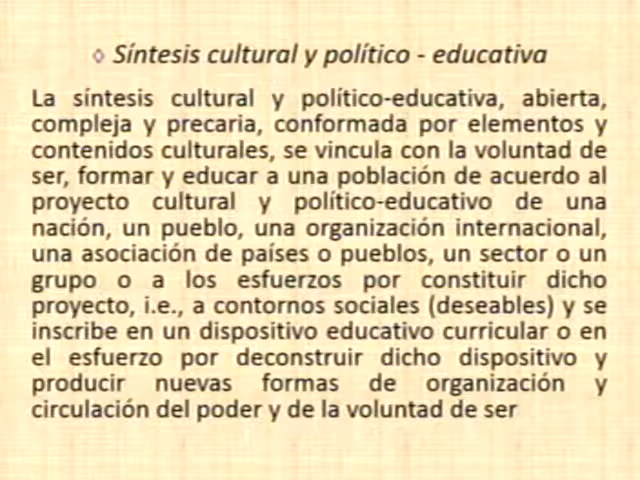 ◊ Síntesis cultural y político - educativa
La síntesis cultural y político-educativa, abierta,
compleja y precaria, conformada por elementos y
contenidos culturales, se vincula con la voluntad de
ser, formar y educar a una población de acuerdo al
proyecto cultural y político-educativo de una
nación, un pueblo, una organización internacional,
una asociación de países o pueblos, un sector o un
grupo o a los esfuerzos por constituir dicho
proyecto, i.e., a contornos sociales (deseables) y se
inscribe en un dispositivo educativo curricular o en
el esfuerzo por deconstruir dicho dispositivo y
producir nuevas formas de organización y
circulación del poder y de la voluntad de ser